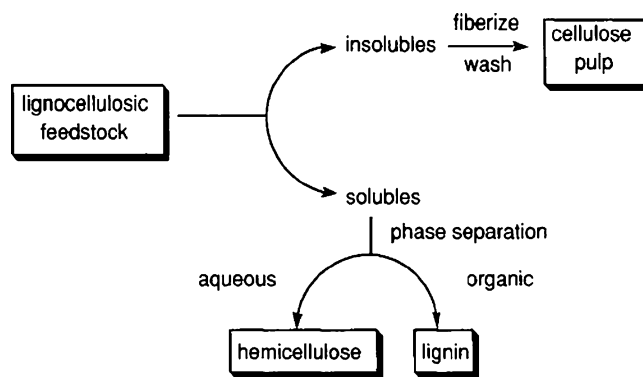 insolubles
fiberize
wash
cellulose
pulp
lignocellulosic
feedstock
solubles
phase separation
aqueous
organic
hemicellulose
lignin